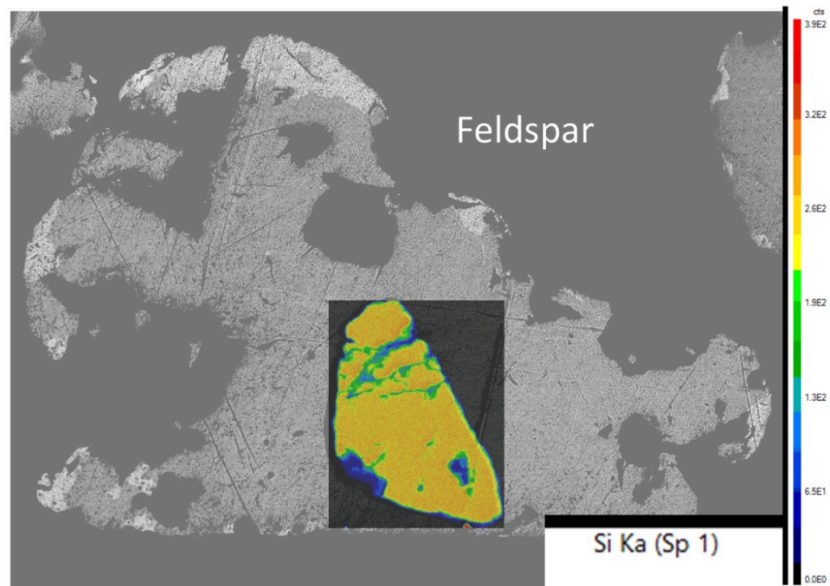 cts
3.9E2
3.2E2
Feldspar
2.6E2
1.9E2
1.3E2
6.5E1
Si Ka (Sp 1)
0.0E0